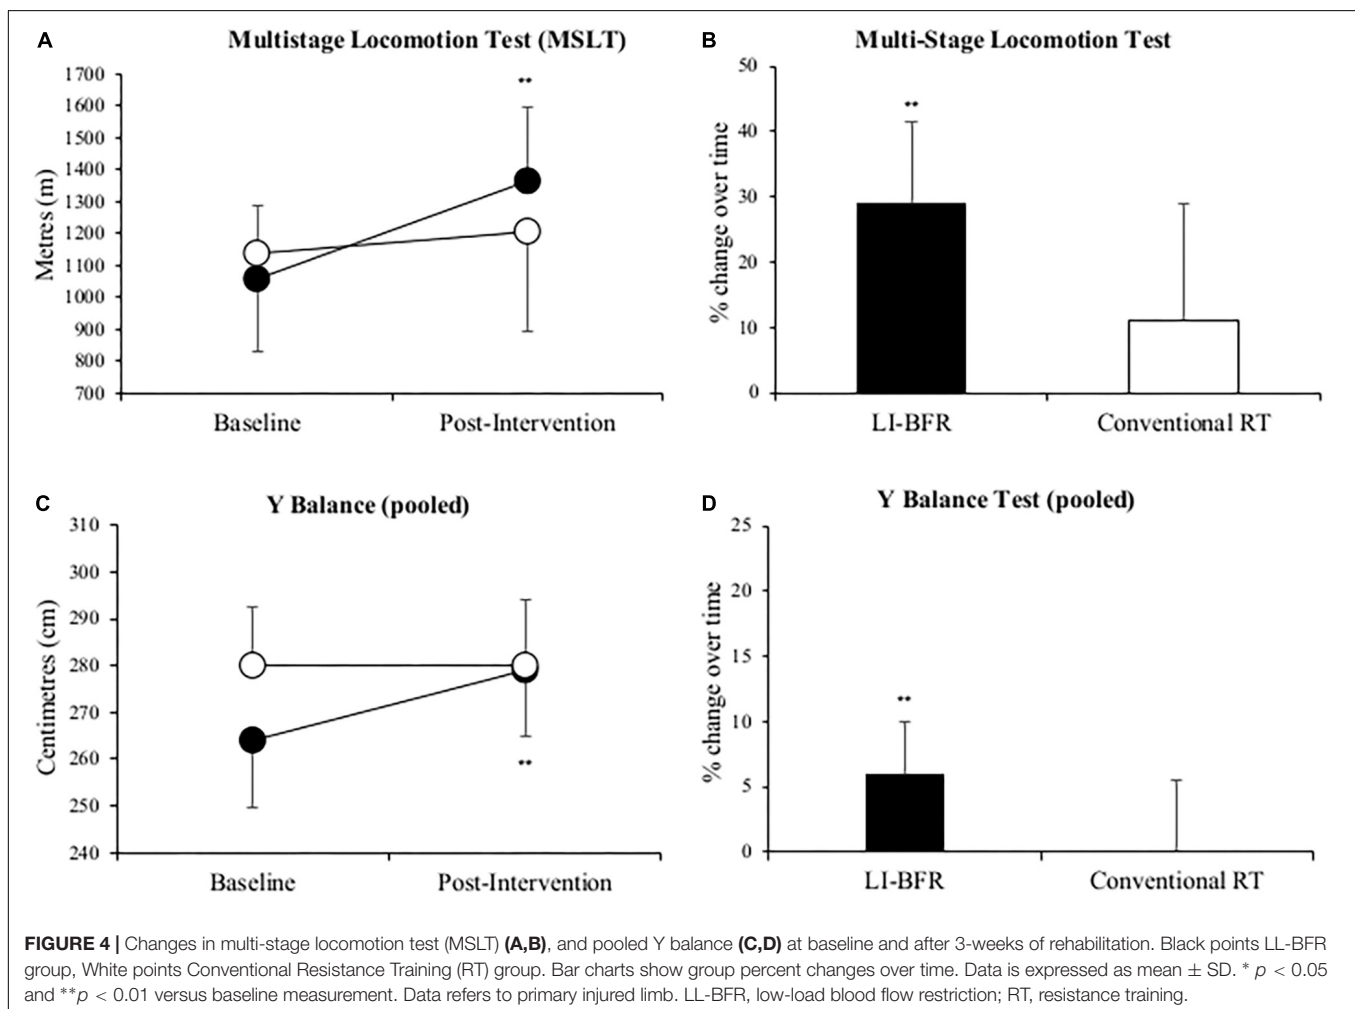 A
Multistage Locomotion Test (MSLT)
1700
1600
1500
1400
1300
1200
1100
1000
900
800
700
Metres (m)
**
Baseline
Post-Intervention
B
Multi-Stage Locomotion Test
50
40
30
20
10
0
% change over time
**
LI-BFR
Conventional RT
C
Y Balance (pooled)
310
300
290
280
270
260
250
240
Centimetres (cm)
**
Baseline
Post-Intervention
D
Y Balance Test (pooled)
25
20
15
10
5
0
% change over time
**
LI-BFR
Conventional RT
FIGURE 4 | Changes in multi-stage locomotion test (MSLT) (A,B), and pooled Y balance (C,D) at baseline and after 3-weeks of rehabilitation. Black points LL-BFR
group, White points Conventional Resistance Training (RT) group. Bar charts show group percent changes over time. Data is expressed as mean ± SD. * p < 0.05
and **p < 0.01 versus baseline measurement. Data refers to primary injured limb. LL-BFR, low-load blood flow restriction; RT, resistance training.